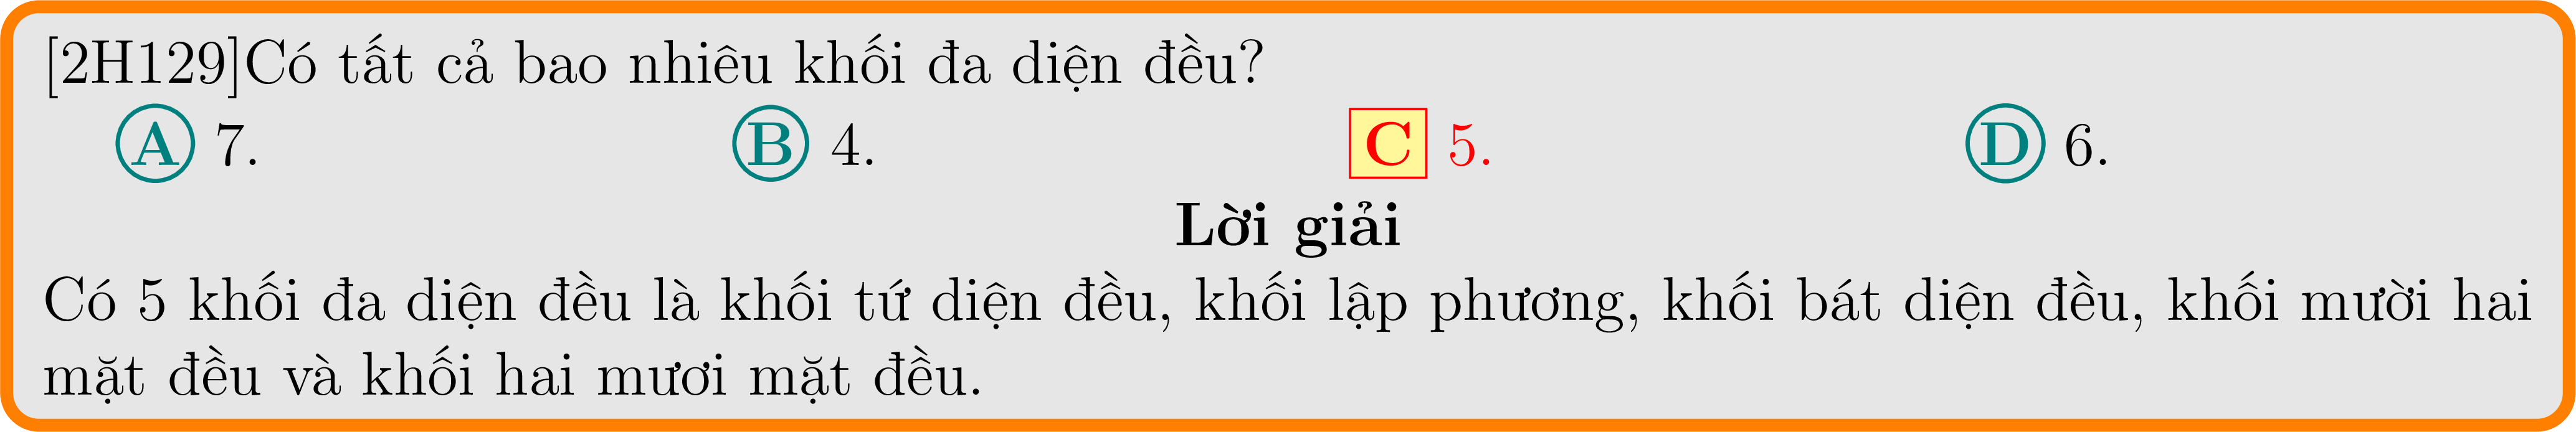 [2H129]Có tất cả bao nhiêu khối đa diện đều?
A 7. B 4. C 5. D 6.
Lời giải
Có 5 khối đa diện đều là khối tứ diện đều, khối lập phương, khối bát diện đều, khối mười hai
mặt đều và khối hai mươi mặt đều.